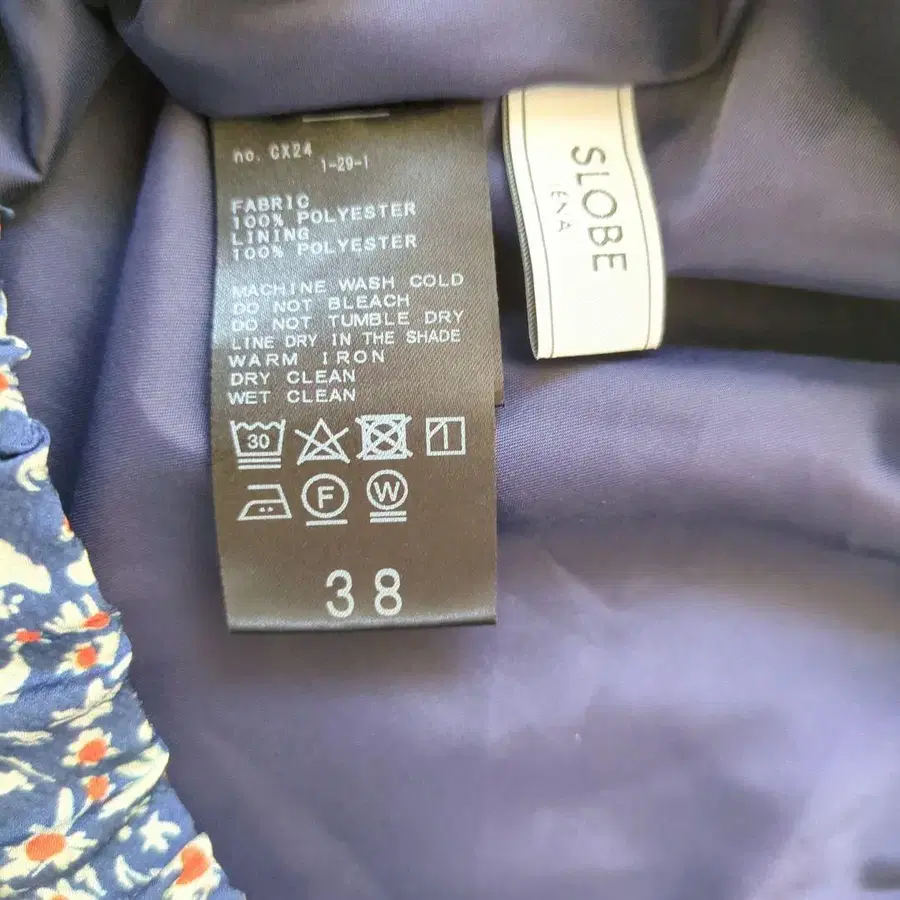 no. CX24
1-29-1
FABRIC
100% POLYESTER
LINING
100% POLYESTER
MACHINE WASH COLD
DO NOT BLEACH
DO NOT TUMBLE DRY
LINE DRY IN THE SHADE
WARM IRON
DRY CLEAN
WET CLEAN
30
F
W
38
SLOBE
IENA